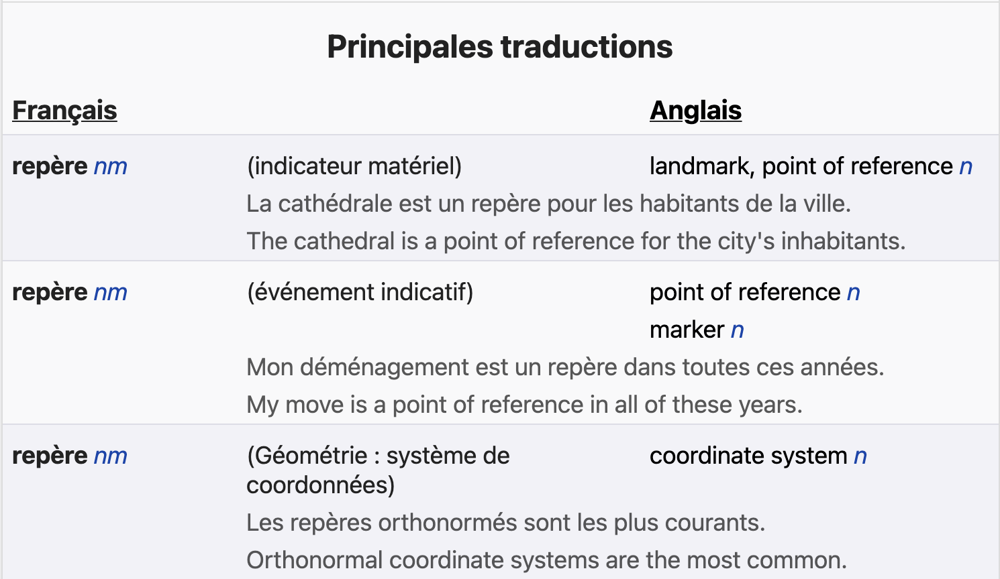 Principales traductions
Français Anglais
repère nm (indicateur matériel) landmark, point of reference n
La cathédrale est un repère pour les habitants de la ville.
The cathedral is a point of reference for the city's inhabitants.
repère nm (événement indicatif) point of reference n
marker n
Mon déménagement est un repère dans toutes ces années.
My move is a point of reference in all of these years.
repère nm (Géométrie : système de coordinate system n
coordonnées)
Les repères orthonormés sont les plus courants.
Orthonormal coordinate systems are the most common.